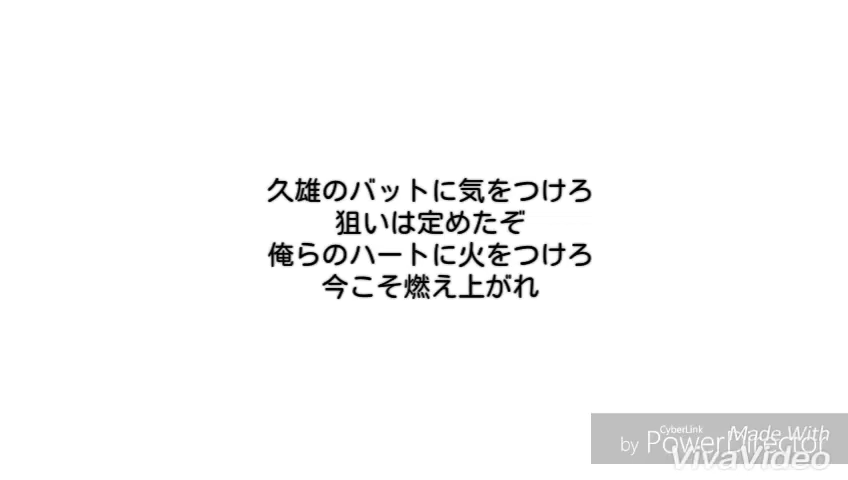 久雄のバットに気をつけろ
狙いは定めたぞ
俺らのハートに火をつけろ
今こそ燃え上がれ
CyberLink
by PowerDirector
Made With
VivaVideo